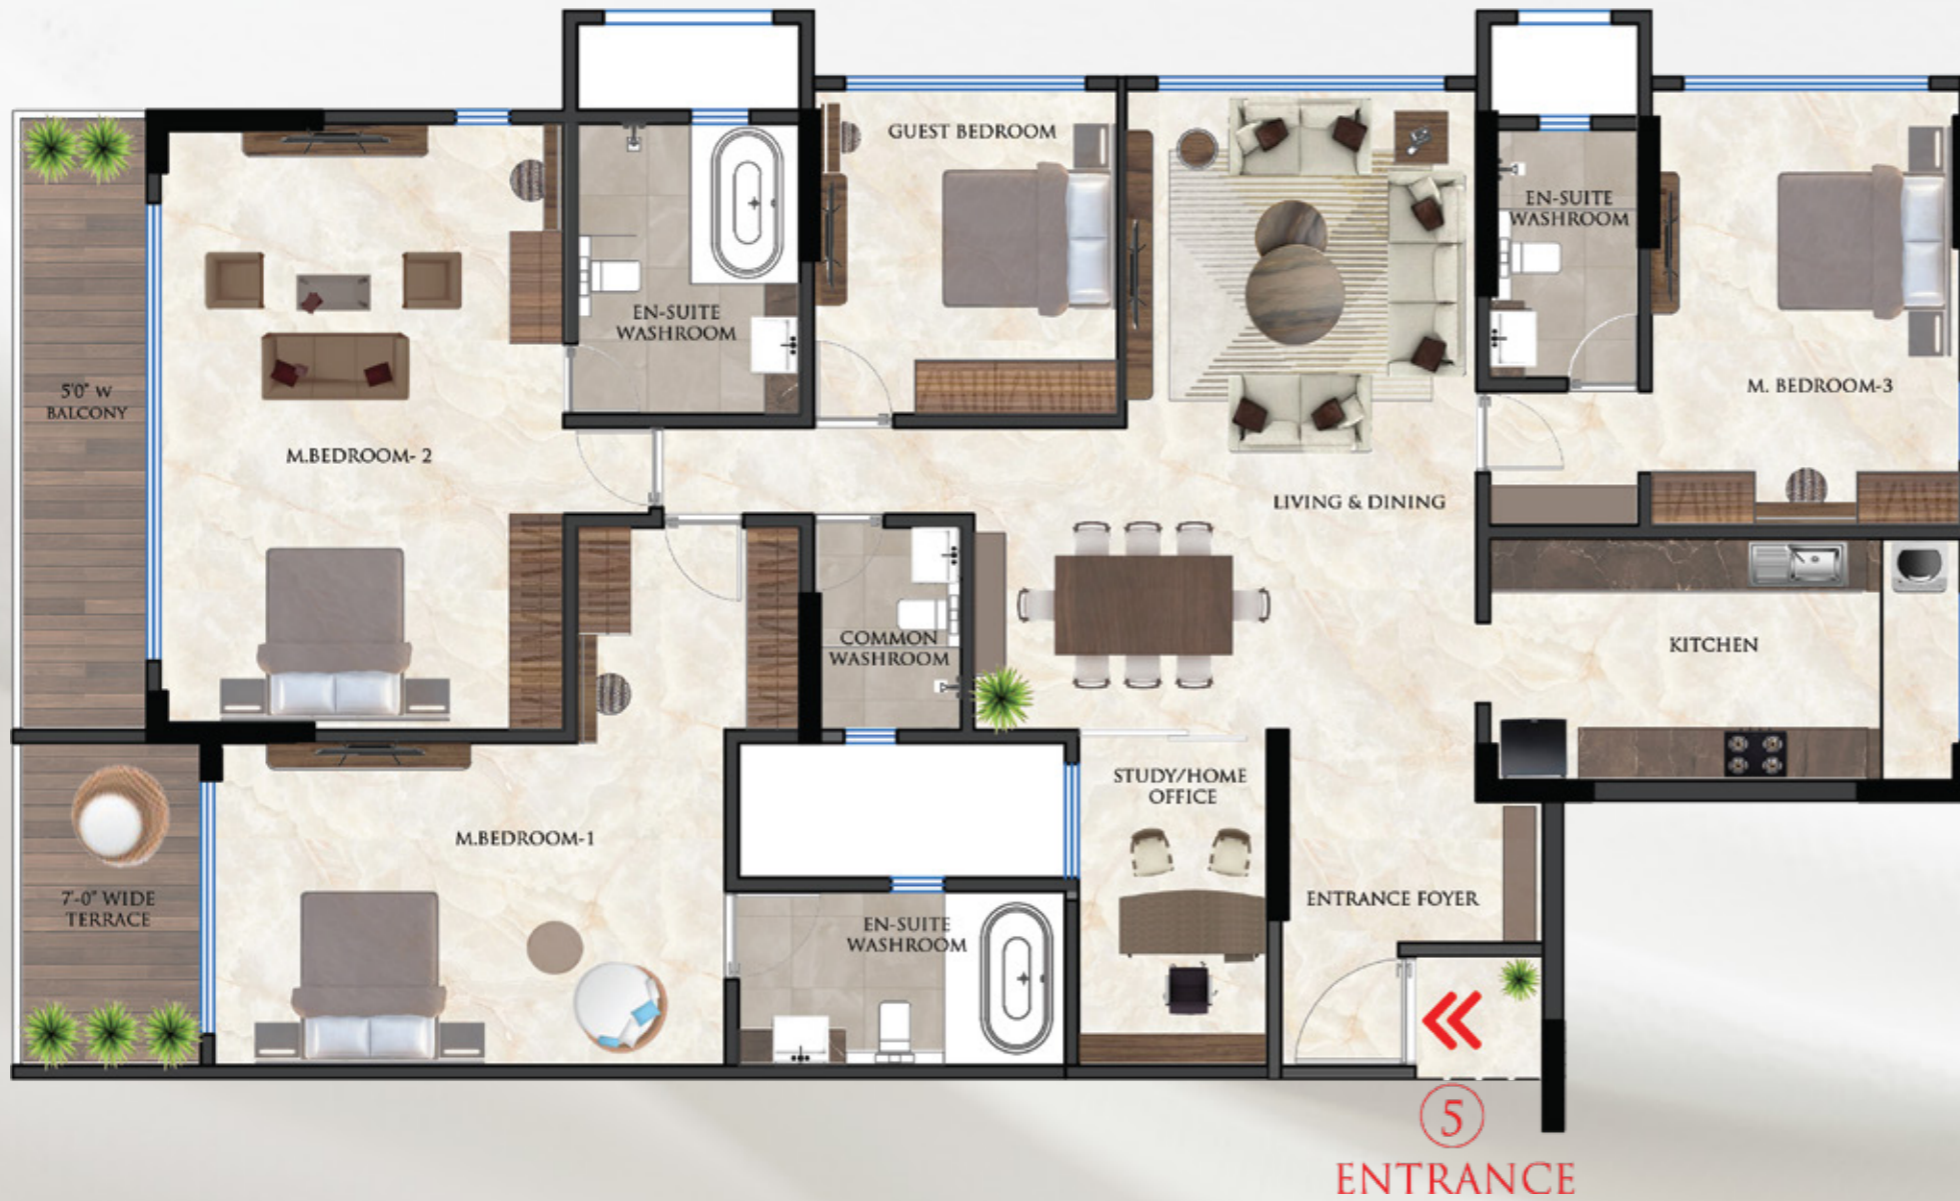 GUEST BEDROOM
EN-SUITE
WASHROOM
EN-SUITE
WASHROOM
5'0" W
BALCONY
M. BEDROOM-3
M.BEDROOM- 2
LIVING & DINING
COMMON
WASHROOM
KITCHEN
STUDY/HOME
OFFICE
M.BEDROOM-1
7'-0" WIDE
TERRACE
EN-SUITE
WASHROOM
ENTRANCE FOYER
5
ENTRANCE